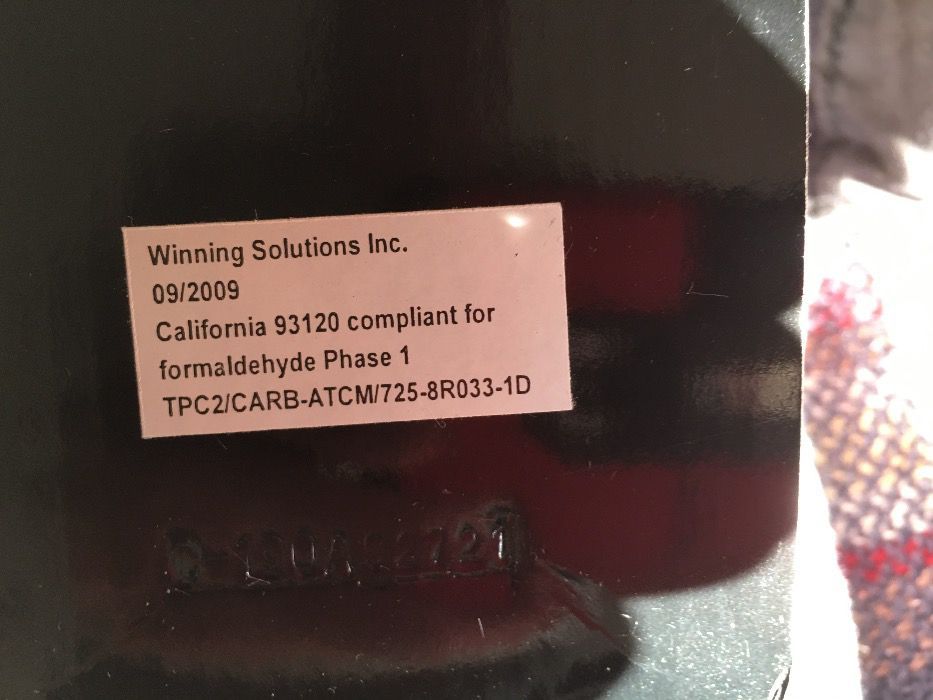 Winning Solutions Inc.
09/2009
California 93120 compliant for
formaldehyde Phase 1
TPC2/CARB-ATCM/725-8R033-1D